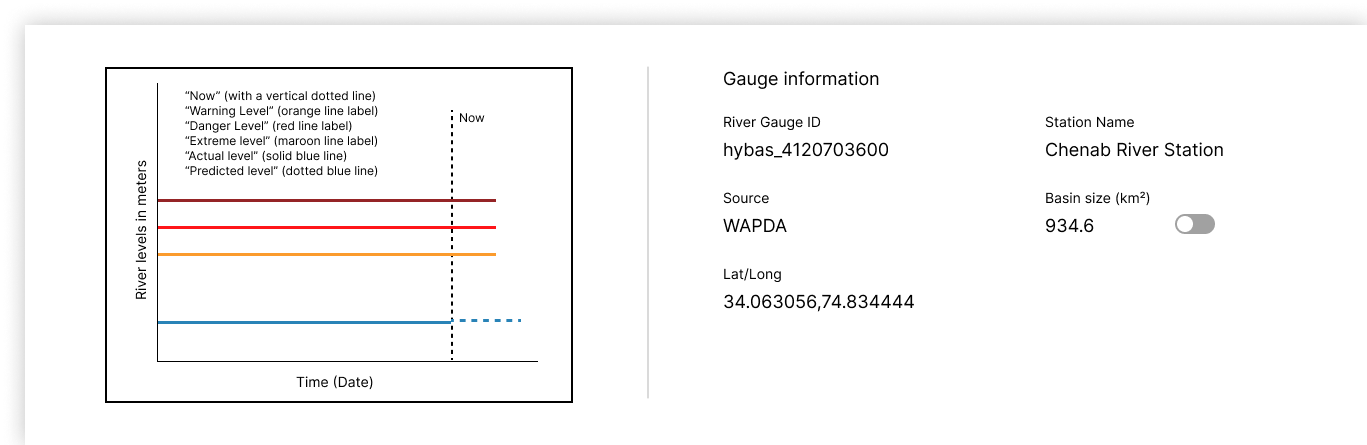 “Now” (with a vertical dotted line)
“Warning Level” (orange line label)
“Danger Level” (red line label)
“Extreme level” (maroon line label)
“Actual level” (solid blue line)
“Predicted level” (dotted blue line)
Now
River levels in meters
Time (Date)
Gauge information
River Gauge ID
hybas_4120703600
Station Name
Chenab River Station
Source
WAPDA
Basin size (km²)
934.6
Lat/Long
34.063056,74.834444